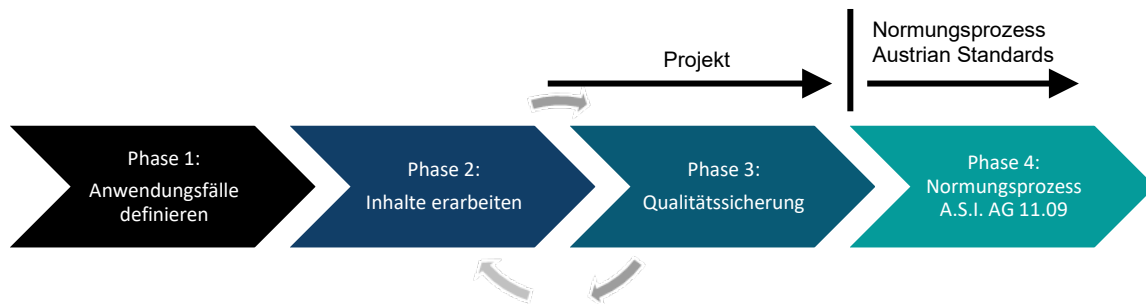 Projekt
Normungsprozess
Austrian Standards
Phase 1:
Anwendungsfälle
definieren
Phase 2:
Inhalte erarbeiten
Phase 3:
Qualitätssicherung
Phase 4:
Normungsprozess
A.S.I. AG 11.09